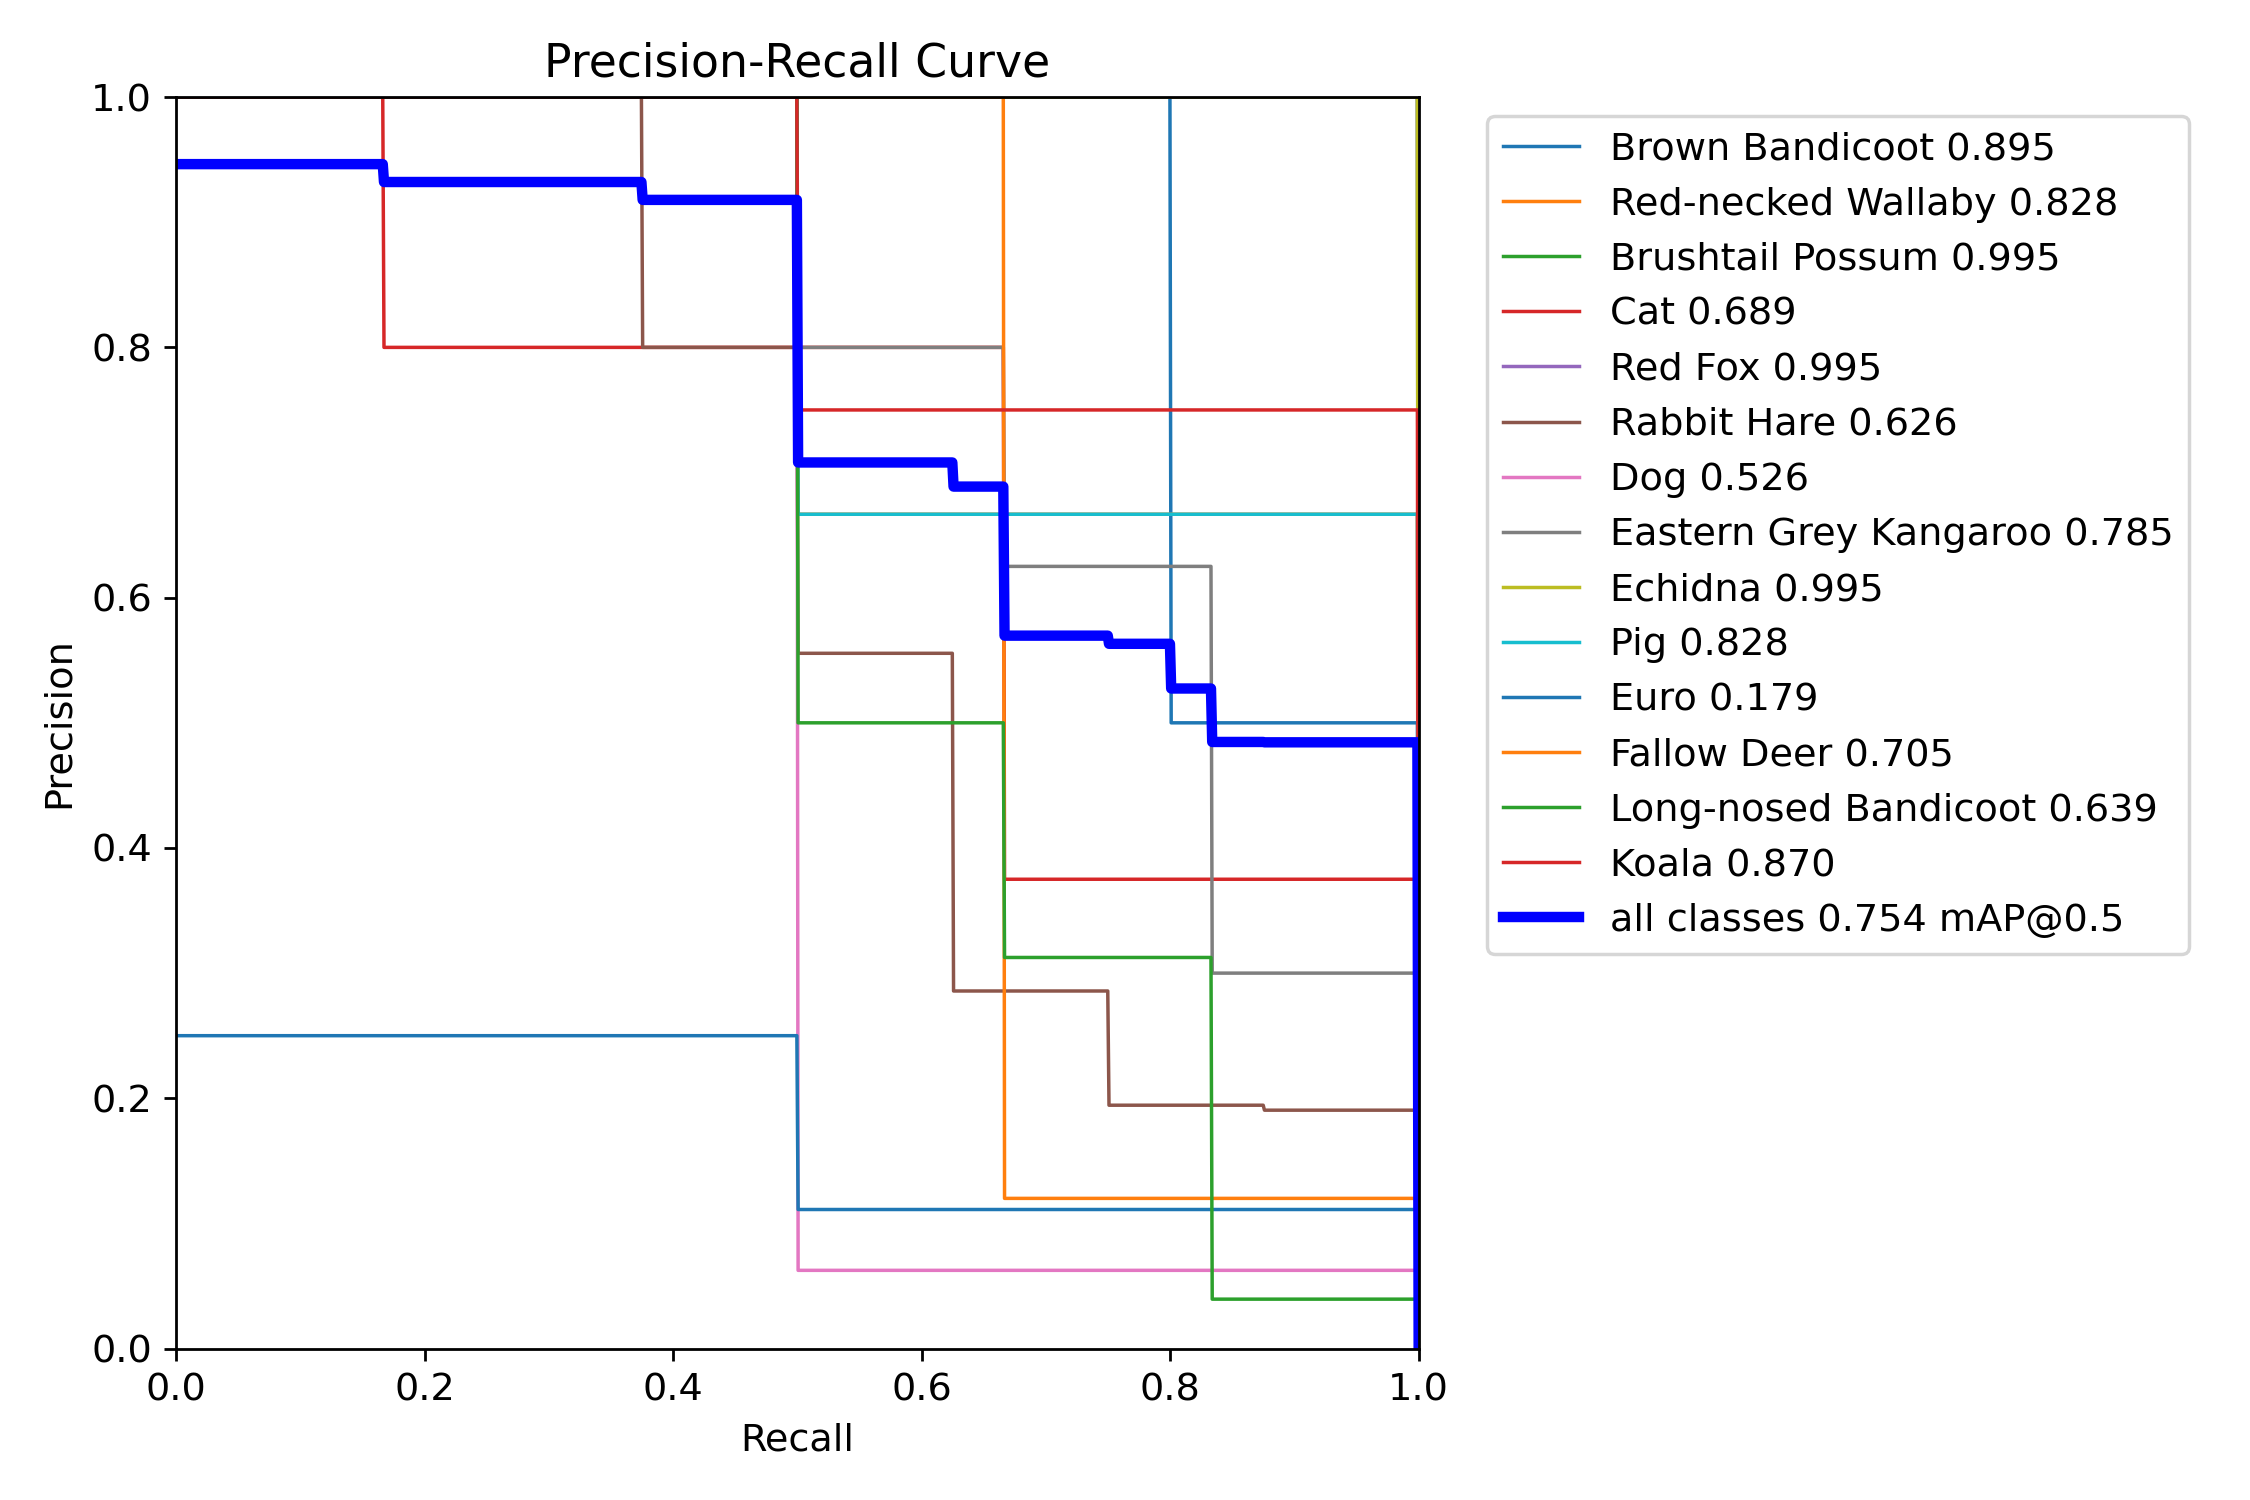 Precision-Recall Curve
1.0
0.8
0.6
0.4
0.2
0.0
Precision
0.0 0.2 0.4 0.6 0.8 1.0
Recall
Brown Bandicoot 0.895
Red-necked Wallaby 0.828
Brushtail Possum 0.995
Cat 0.689
Red Fox 0.995
Rabbit Hare 0.626
Dog 0.526
Eastern Grey Kangaroo 0.785
Echidna 0.995
Pig 0.828
Euro 0.179
Fallow Deer 0.705
Long-nosed Bandicoot 0.639
Koala 0.870
all classes 0.754 mAP@0.5